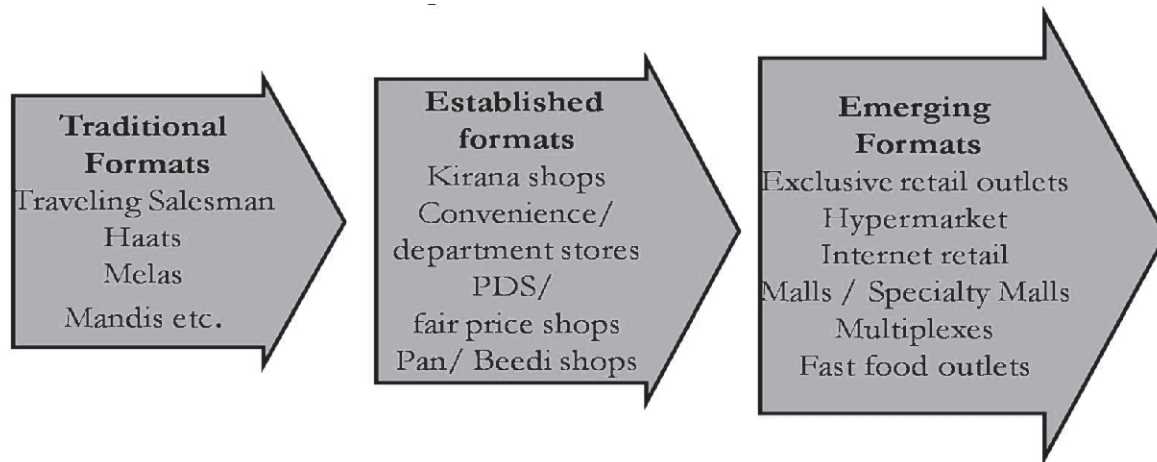 Traditional
Formats
Traveling Salesman
Haats
Melas
Mandis etc.
Established
formats
Kirana shops
Convenience/
department stores
PDS/
fair price shops
Pan/ Beedi shops
Emerging
Formats
Exclusive retail outlets
Hypermarket
Internet retail
Malls / Specialty Malls
Multiplexes
Fast food outlets